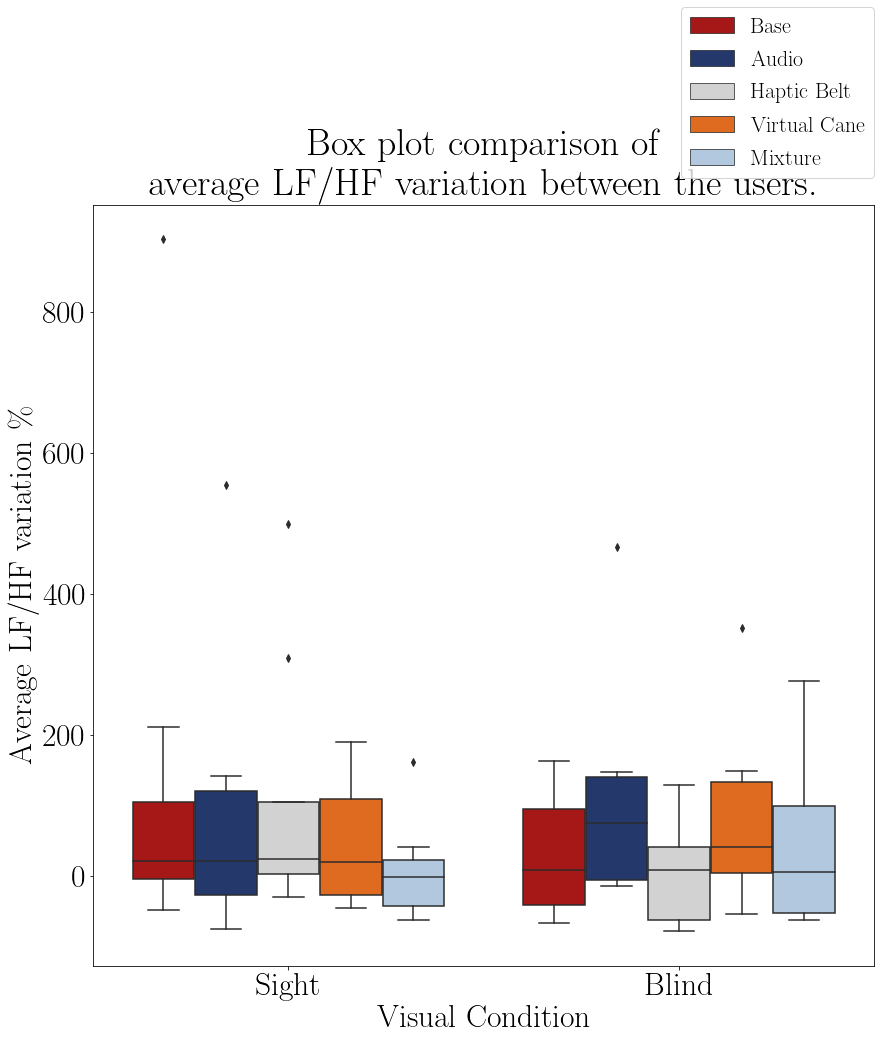 Base
Audio
Haptic Belt
Virtual Cane
Mixture
Box plot comparison of
average LF/HF variation between the users.
Average LF/HF variation %
800
600
400
200
0
Sight
Blind
Visual Condition